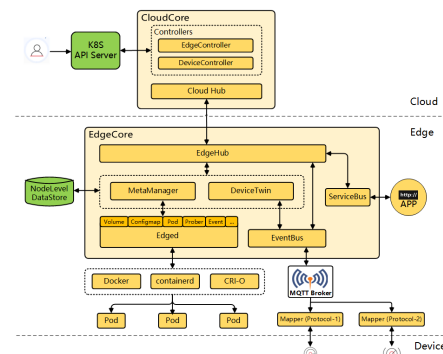 CloudCore
Controllers
EdgeController
DeviceController
K8S
API Server
Cloud Hub
Cloud
EdgeCore
Edge
EdgeHub
NodeLevel
DataStore
MetaManager
DeviceTwin
ServiceBus
http://
APP
Volume
Configmap
Pod
Prober
Event
...
Edged
EventBus
Docker
containerd
CRI-O
MQTT Broker
Pod
Pod
Pod
Mapper (Protocol-1)
Mapper (Protocol-2)
Device